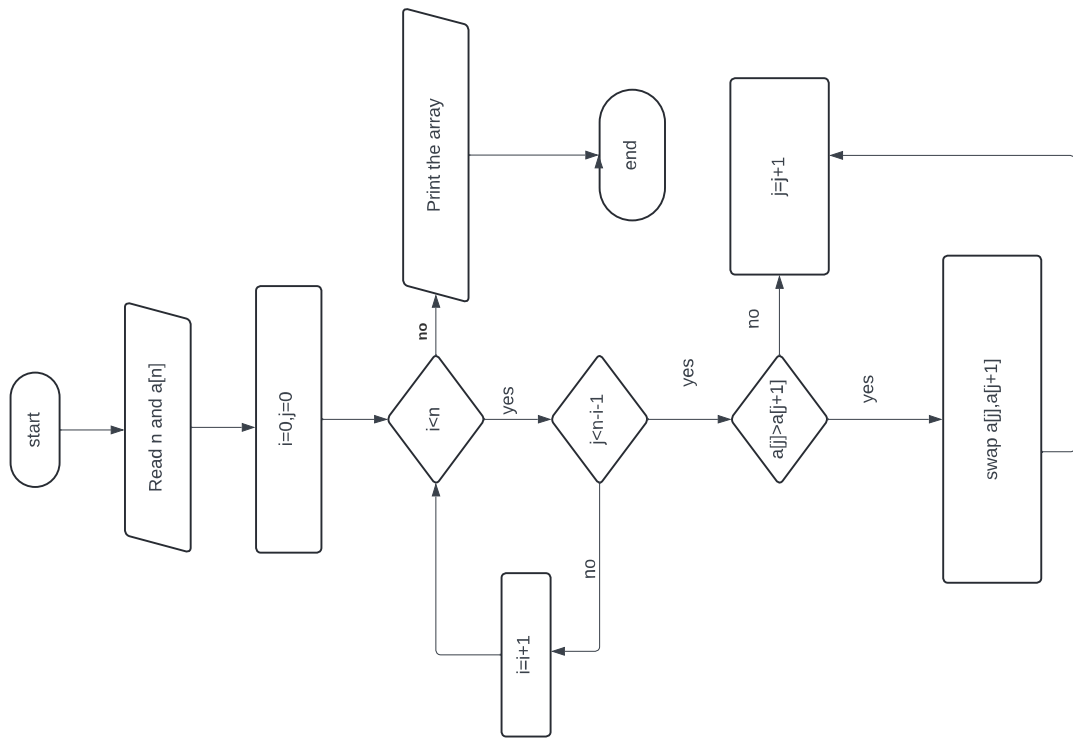 start
Read n and a[n]
i=0,j=0
i<n
no
Print the array
end
yes
j<n-i-1
no
i=i+1
yes
a[j]>a[j+1]
no
j=j+1
yes
swap a[j],a[j+1]